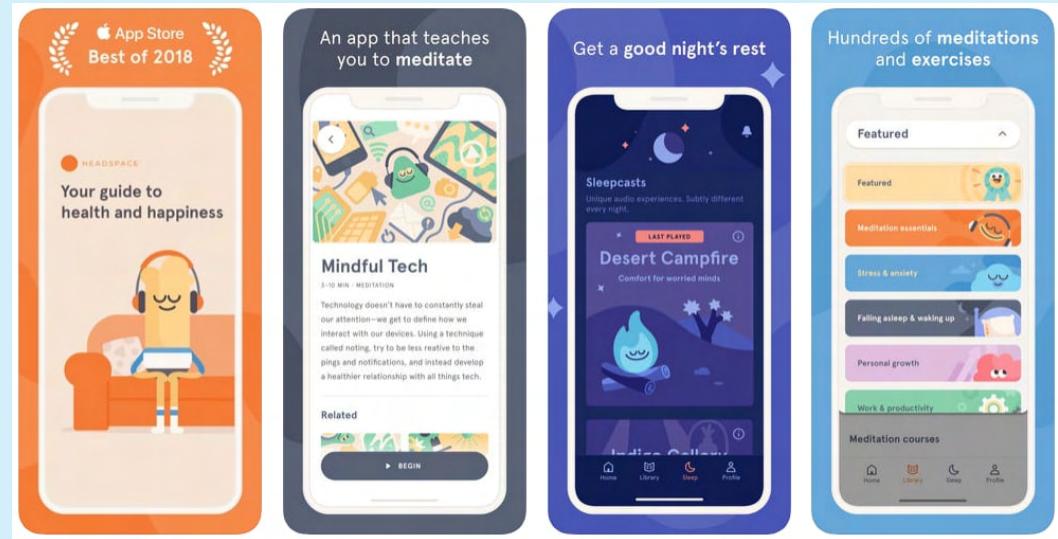 App Store
Best of 2018
HEADSPACE
Your guide to
health and happiness
An app that teaches
you to meditate
Mindful Tech
3–10 MIN · MEDITATION
Technology doesn't have to constantly steal
our attention—we get to define how we
interact with our devices. Using a technique
called noting, try to be less reative to the
pings and notifications, and instead develop
a healthier relationship with all things tech.
Related
BEGIN
Get a good night's rest
Sleepcasts
Unique audio experiences. Subtly different
every night.
LAST PLAYED
Desert Campfire
Comfort for worried minds
Indigo Gallery
Home Library Sleep Profile
Hundreds of meditations
and exercises
Featured
Featured
Meditation essentials
Stress & anxiety
Falling asleep & waking up
Personal growth
Work & productivity
Meditation courses
Home Library Sleep Profile